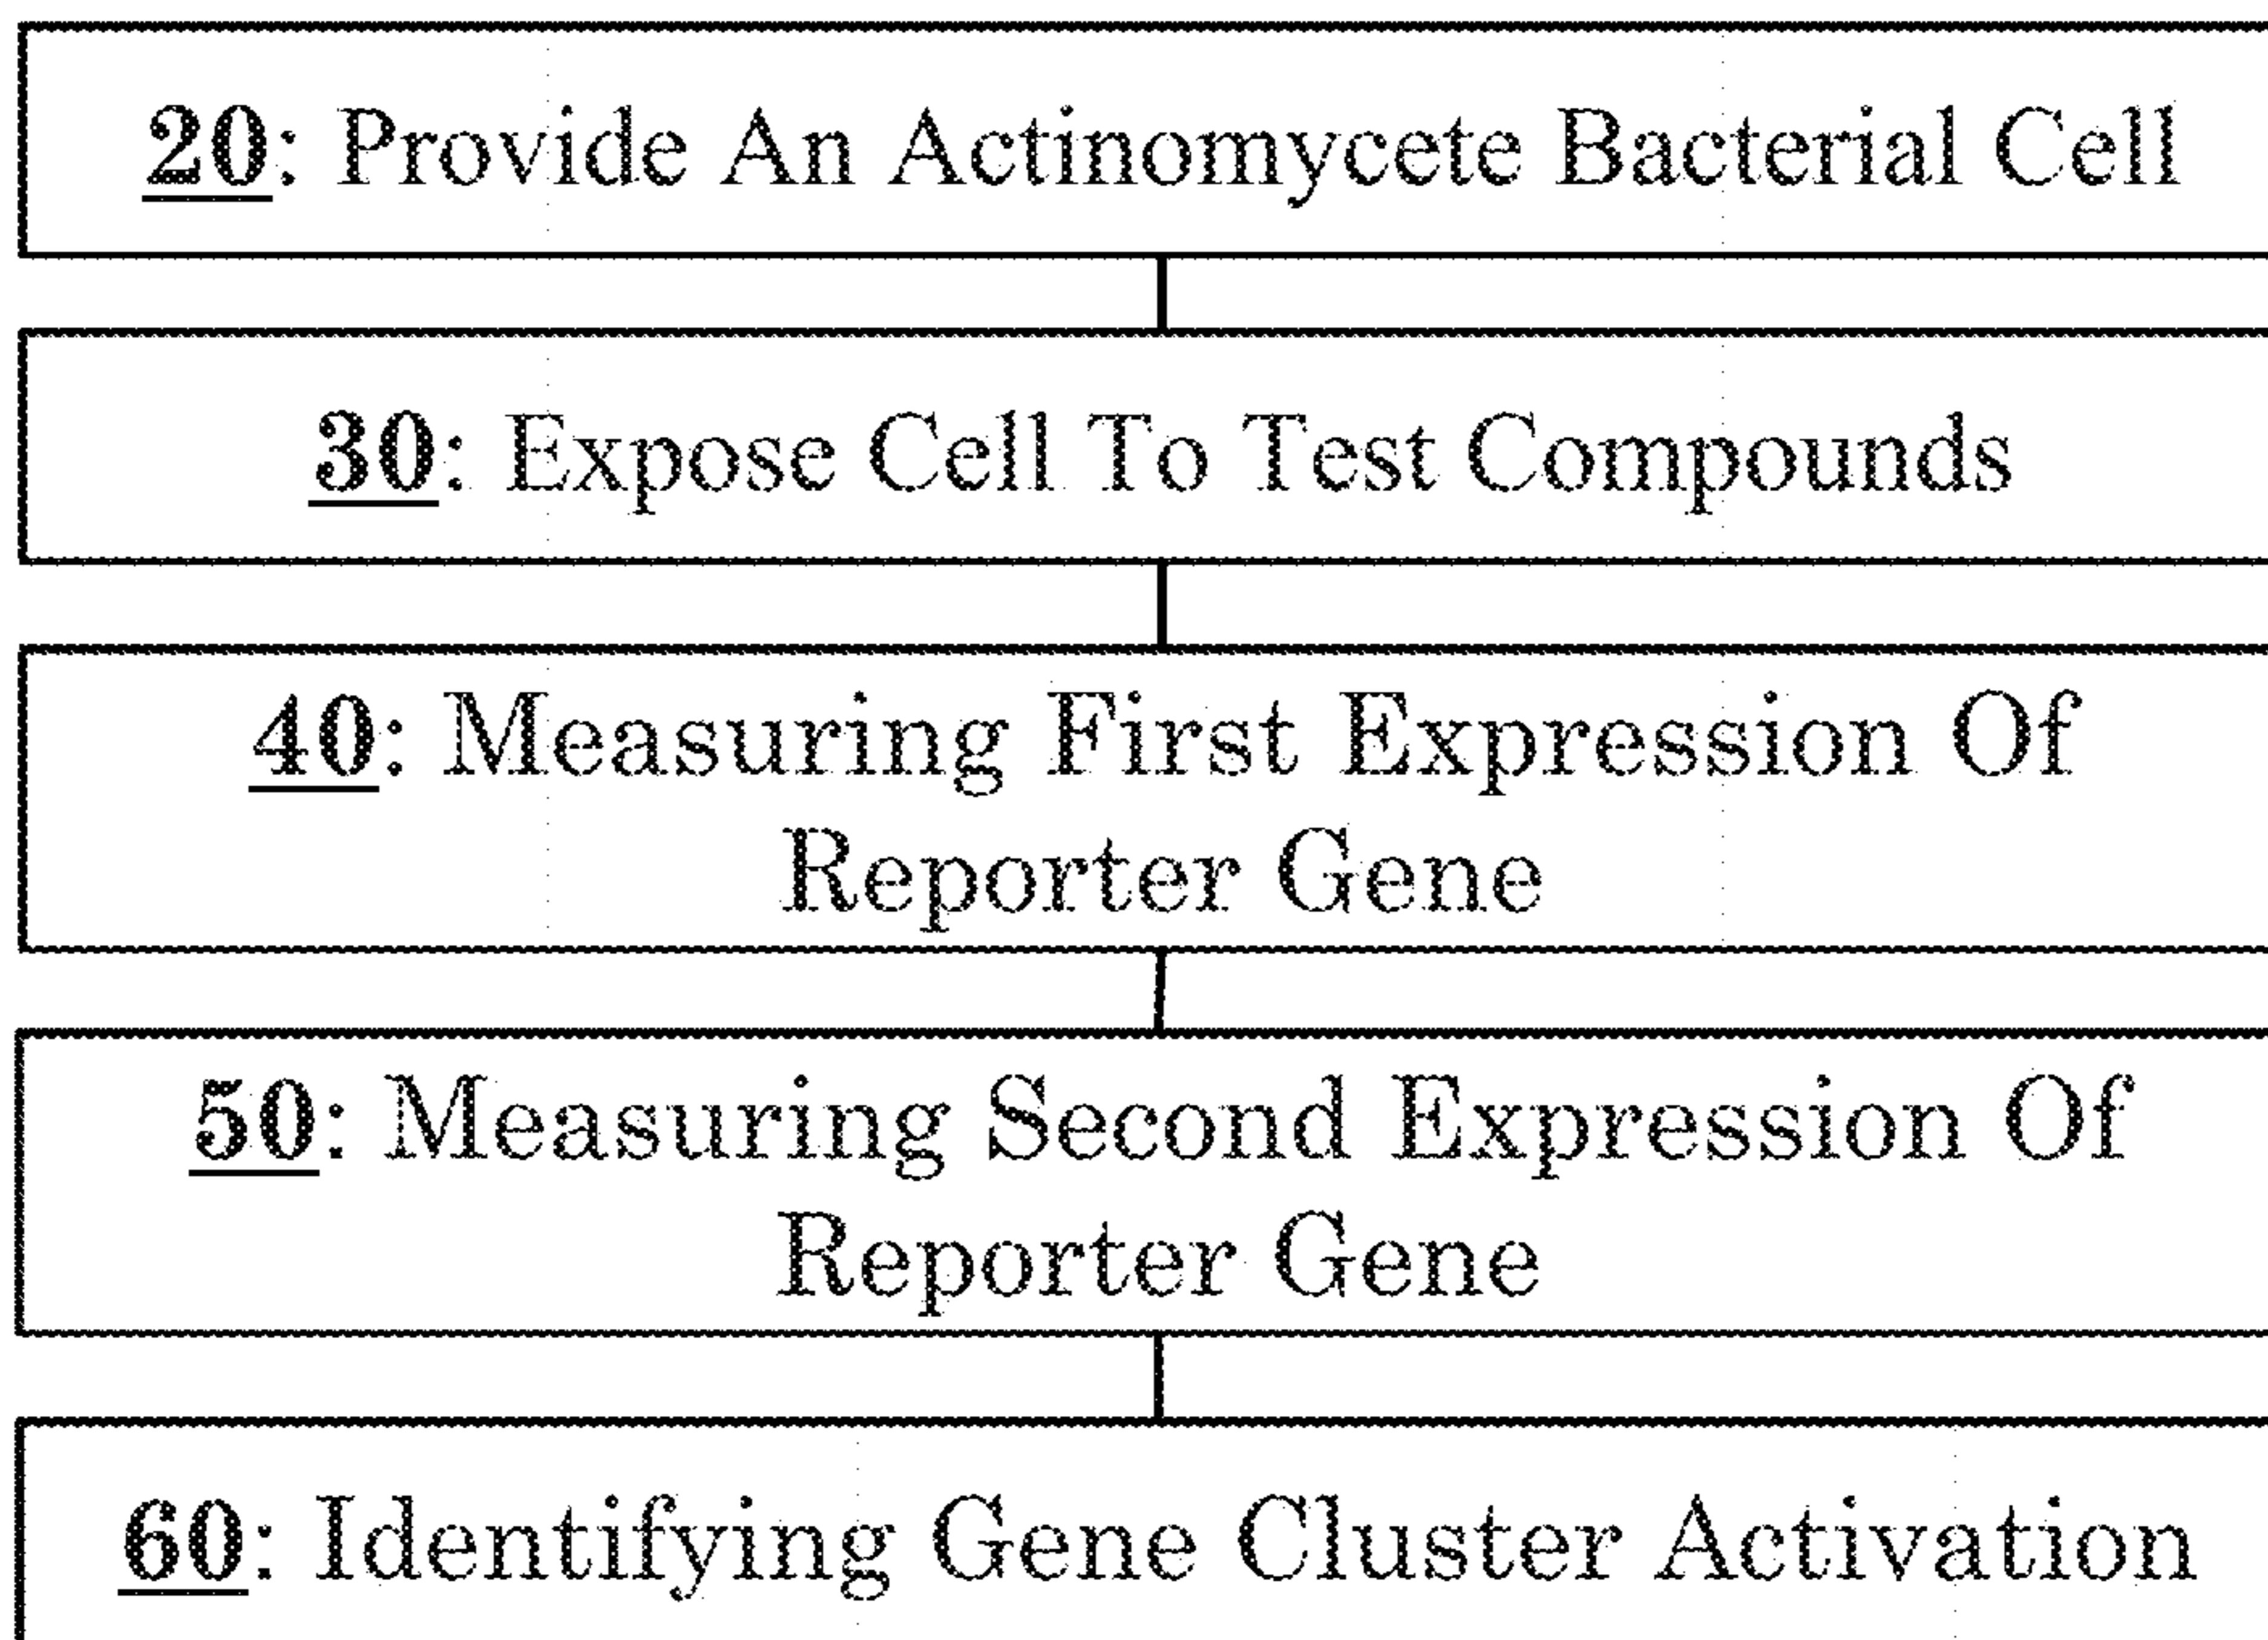 20: Provide An Actinomycete Bacterial Cell
30: Expose Cell To Test Compounds
40: Measuring First Expression Of
Reporter Gene
50: Measuring Second Expression Of
Reporter Gene
60: Identifying Gene Cluster Activation